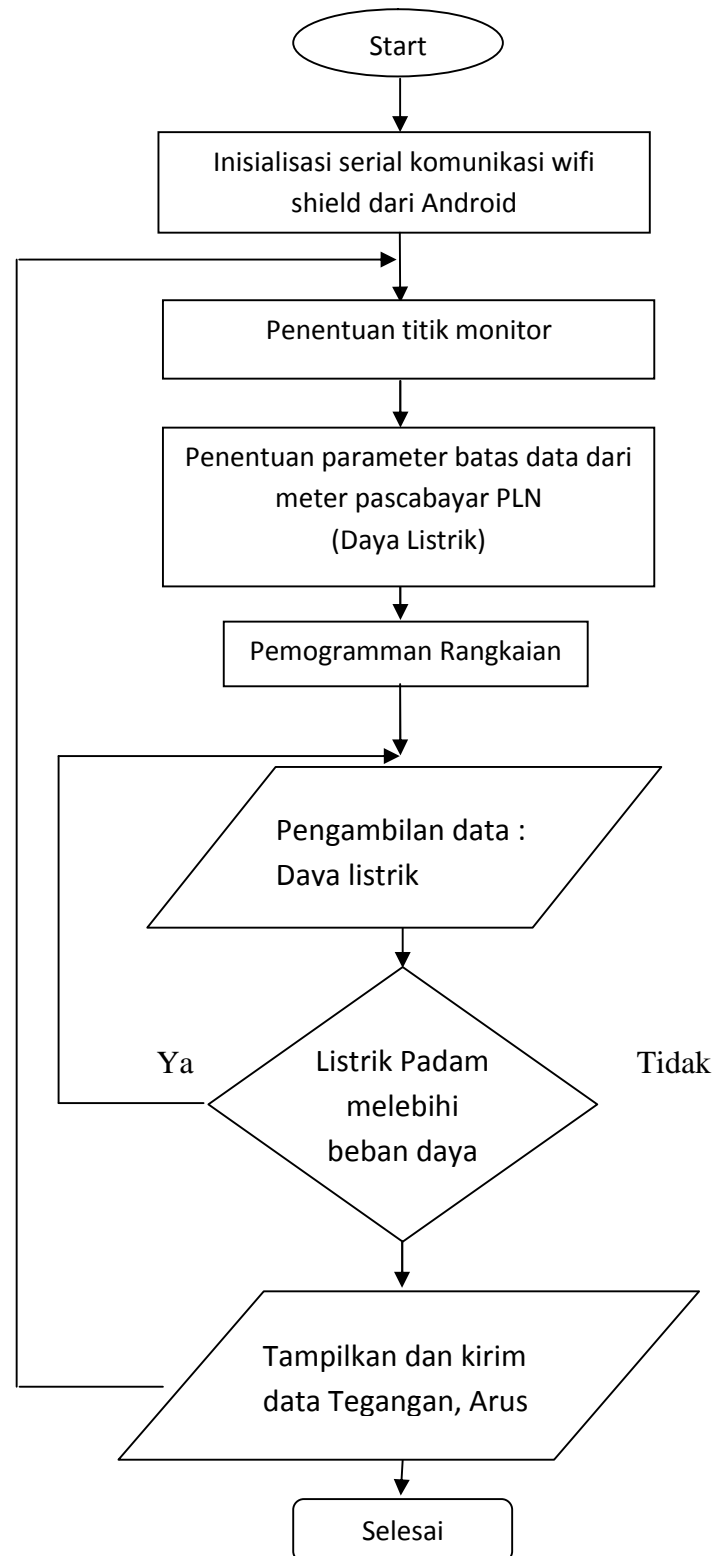 Start
Inisialisasi serial komunikasi wifi
shield dari Android
Penentuan titik monitor
Penentuan parameter batas data dari
meter pascabayar PLN
(Daya Listrik)
Pemogramman Rangkaian
Pengambilan data :
Daya listrik
Ya
Listrik Padam
melebihi
beban daya
Tidak
Tampilkan dan kirim
data Tegangan, Arus
Selesai